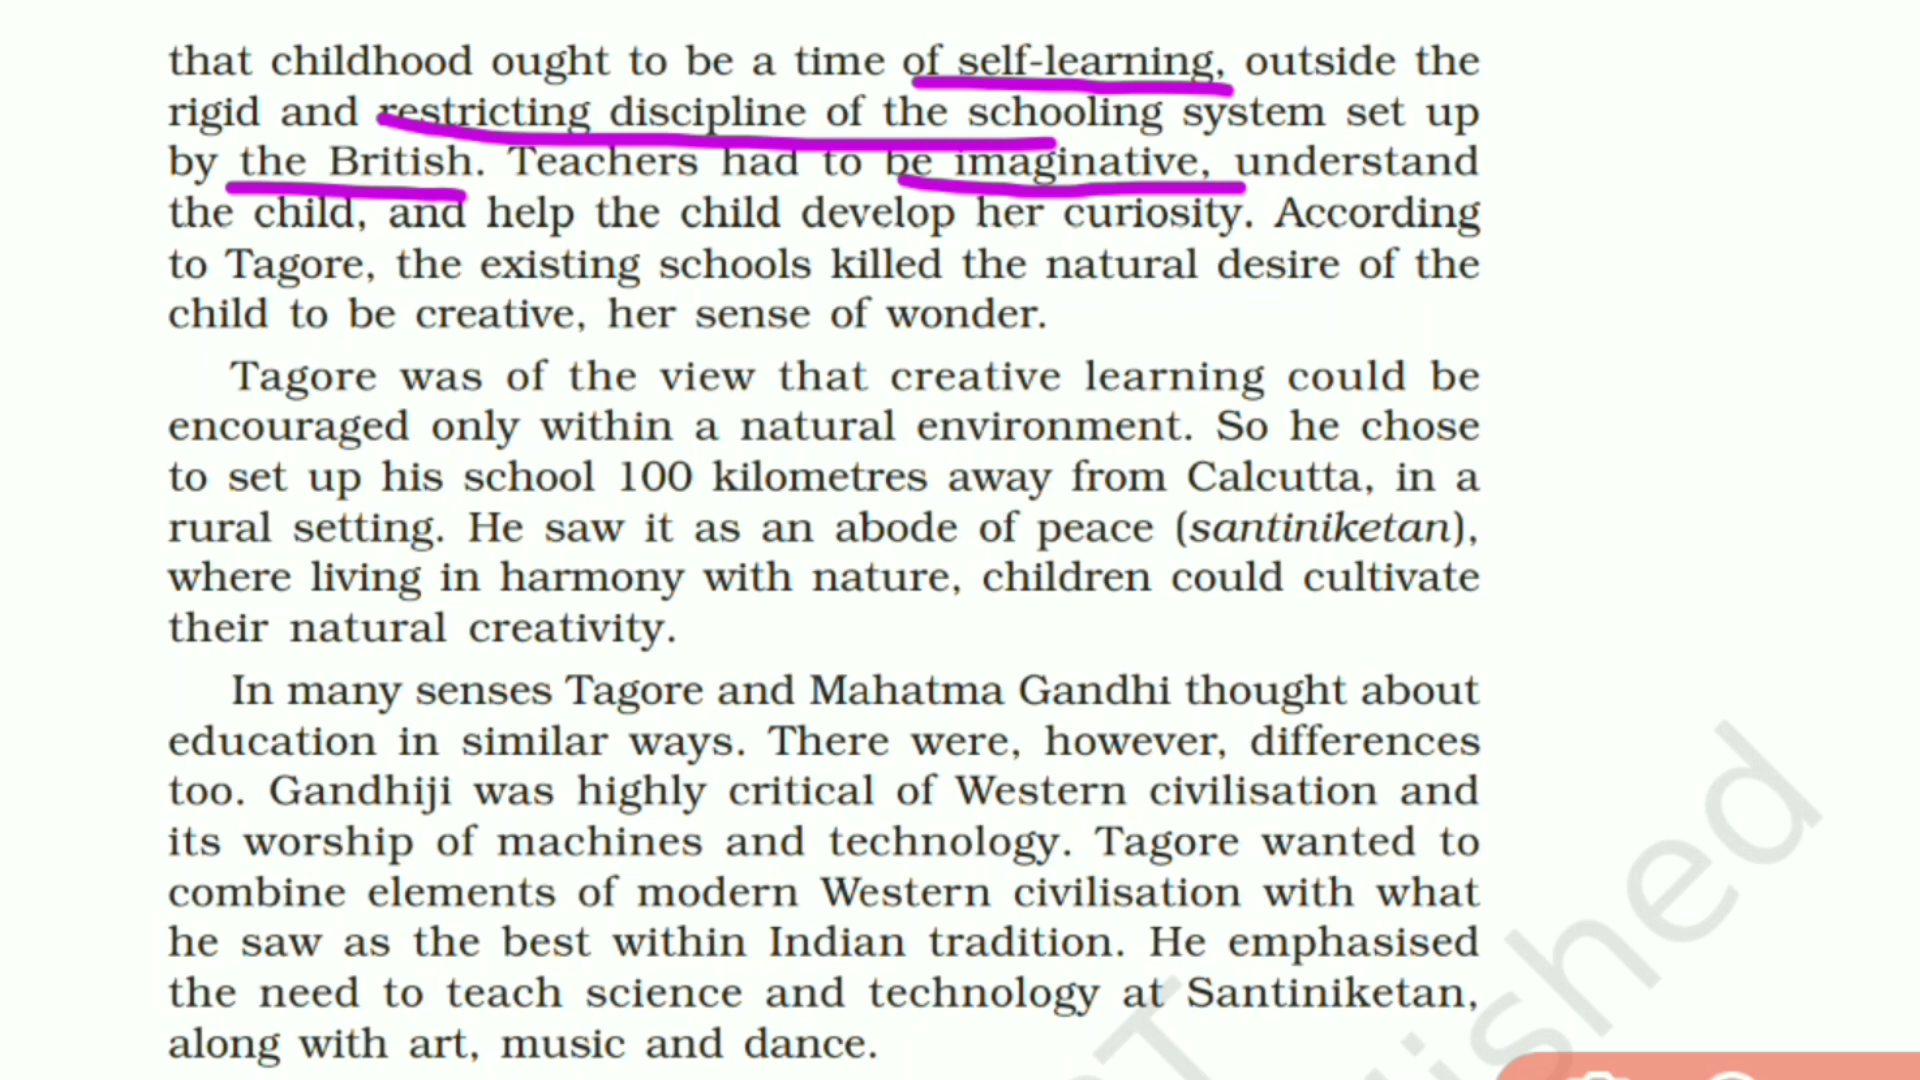 that childhood ought to be a time of self-learning, outside the
rigid and restricting discipline of the schooling system set up
by the British. Teachers had to be imaginative, understand
the child, and help the child develop her curiosity. According
to Tagore, the existing schools killed the natural desire of the
child to be creative, her sense of wonder.
Tagore was of the view that creative learning could be
encouraged only within a natural environment. So he chose
to set up his school 100 kilometres away from Calcutta, in a
rural setting. He saw it as an abode of peace (santiniketan),
where living in harmony with nature, children could cultivate
their natural creativity.
In many senses Tagore and Mahatma Gandhi thought about
education in similar ways. There were, however, differences
too. Gandhiji was highly critical of Western civilisation and
its worship of machines and technology. Tagore wanted to
combine elements of modern Western civilisation with what
he saw as the best within Indian tradition. He emphasised
the need to teach science and technology at Santiniketan,
along with art, music and dance.